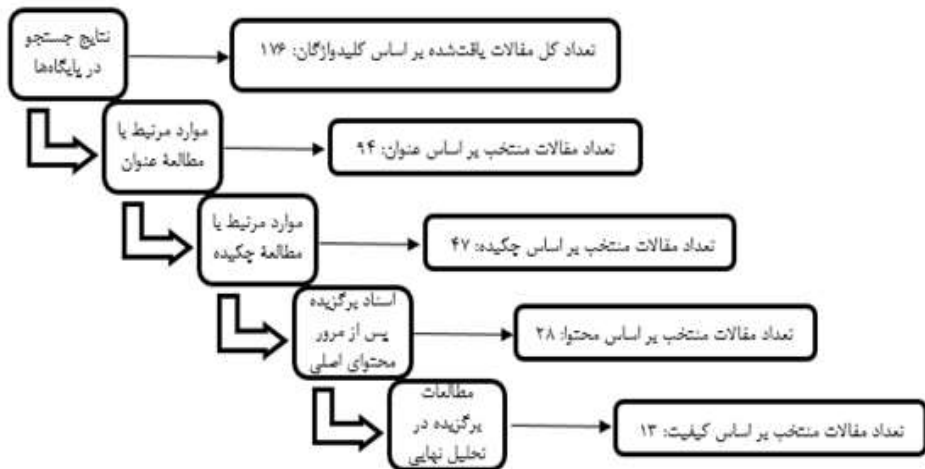 نتایج جستجو
در پایگاه‌ها
تعداد کل مقالات یافت‌شده بر اساس کلیدواژگان: ۱۷۶
موارد مرتبط با
مطالعهٔ عنوان
تعداد مقالات منتخب بر اساس عنوان: ۹۴
موارد مرتبط با
مطالعهٔ چکیده
تعداد مقالات منتخب بر اساس چکیده: ۴۷
اسناد برگزیده
پس از مرور
محتوای اصلی
تعداد مقالات منتخب بر اساس محتوا: ۲۸
مطالعات
برگزیده در
تحلیل نهایی
تعداد مقالات منتخب بر اساس کیفیت: ۱۳